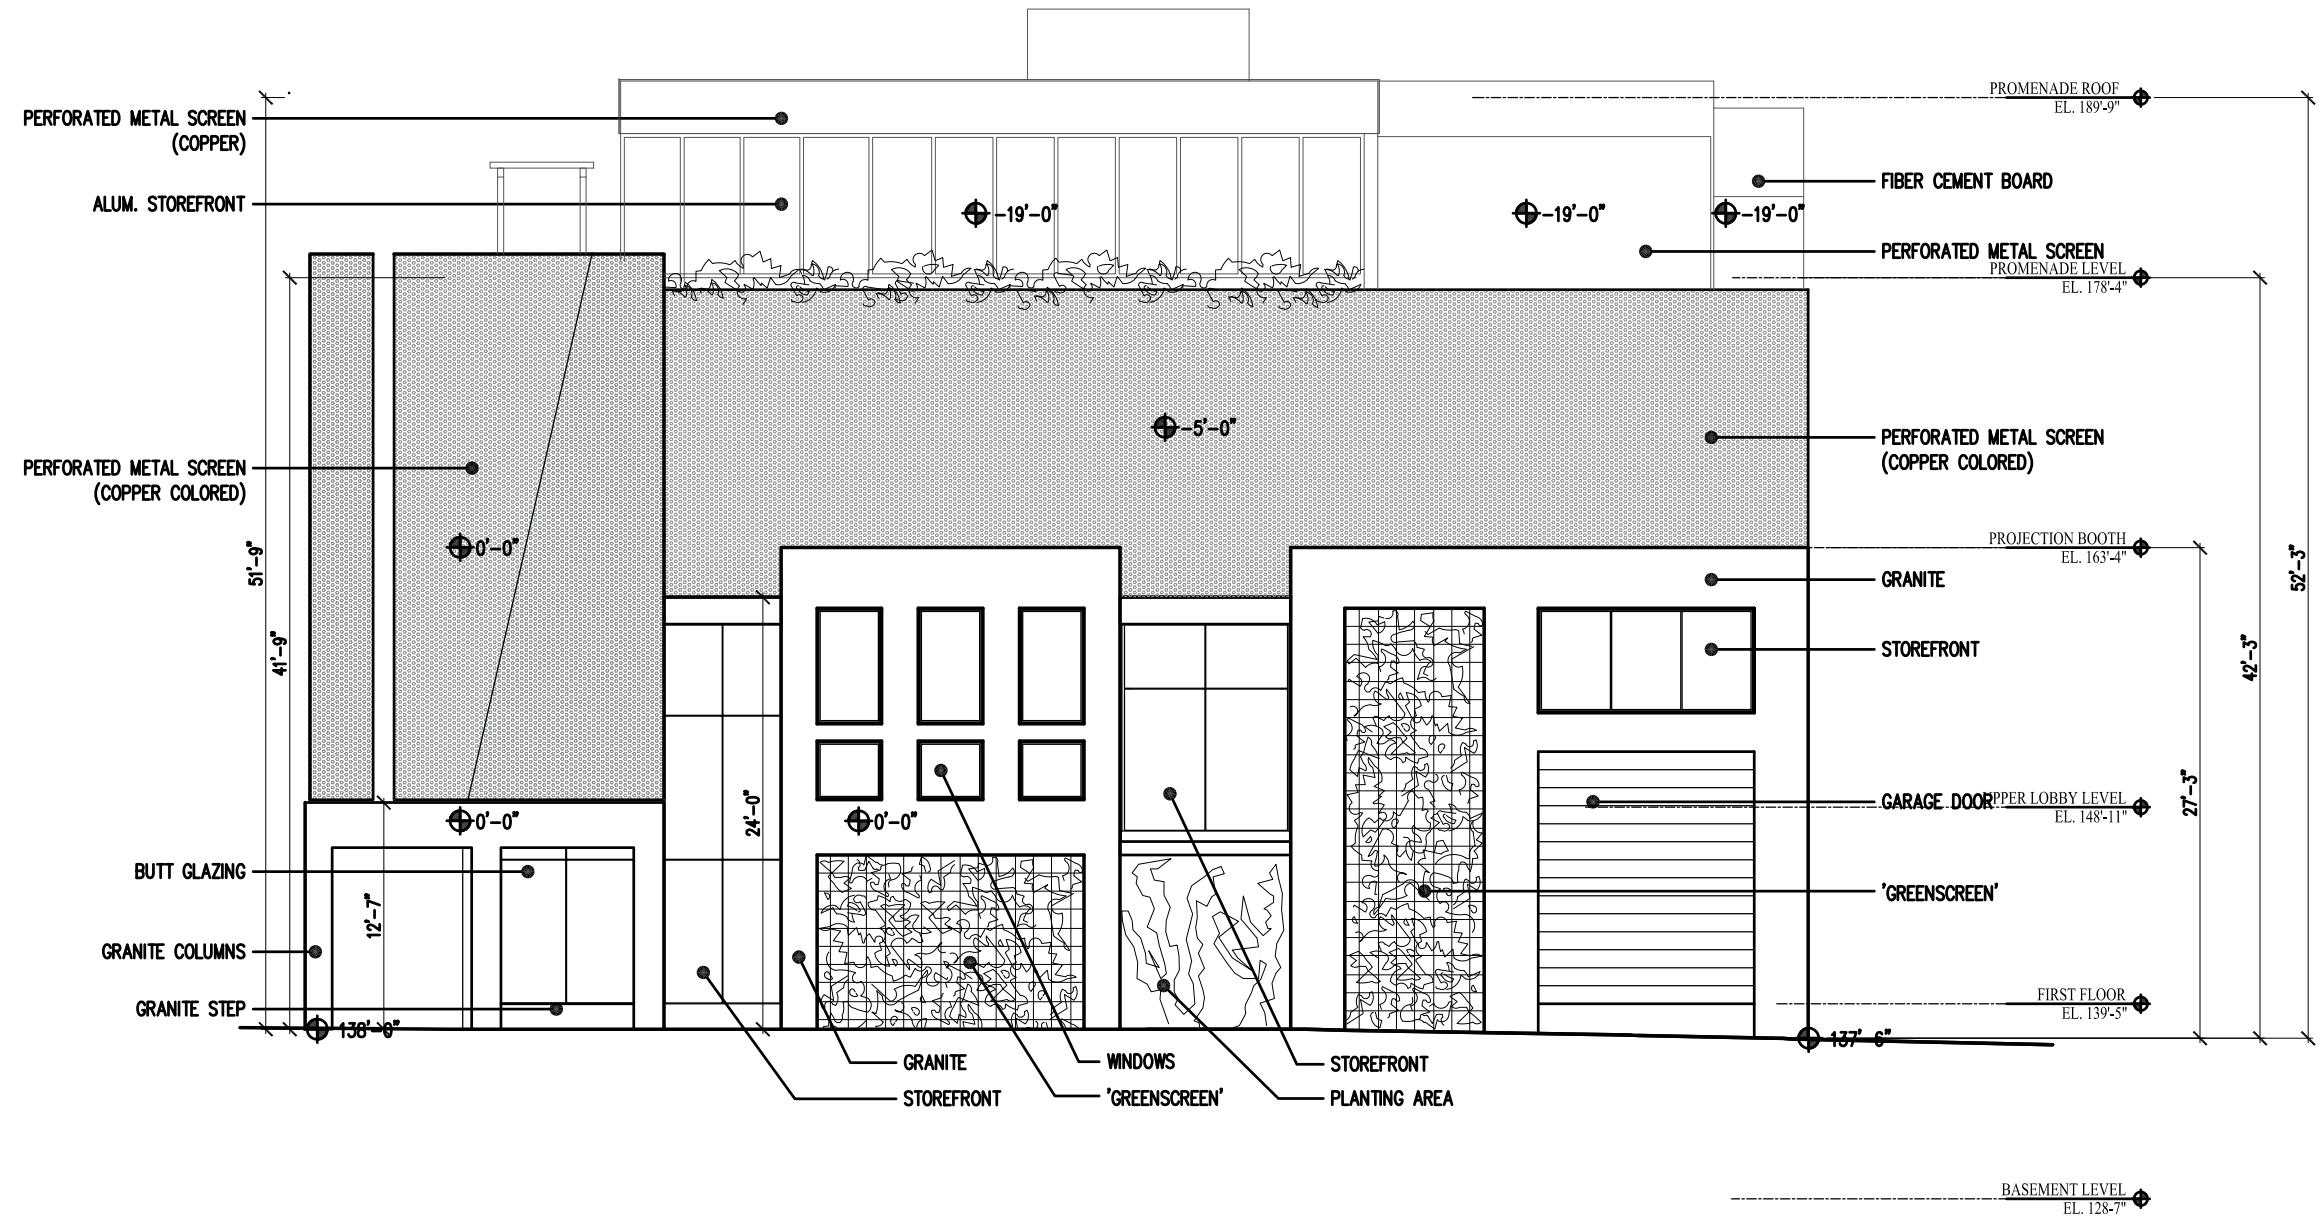 PROMENADE ROOF
EL. 189'-9"
PERFORATED METAL SCREEN
(COPPER)
FIBER CEMENT BOARD
ALUM. STOREFRONT
-19'-0"
-19'-0"
-19'-0"
PERFORATED METAL SCREEN
PROMENADE LEVEL
EL. 178'-4"
-5'-0"
PERFORATED METAL SCREEN
(COPPER COLORED)
PERFORATED METAL SCREEN
(COPPER COLORED)
0'-0"
PROJECTION BOOTH
EL. 163'-4"
51'-9"
52'-3"
GRANITE
41'-9"
STOREFRONT
42'-3"
24'-0"
27'-3"
GARAGE DOOR
UPPER LOBBY LEVEL
EL. 148'-11"
0'-0"
0'-0"
BUTT GLAZING
'GREENSCREEN'
12'-7"
GRANITE COLUMNS
GRANITE STEP
FIRST FLOOR
EL. 139'-5"
138'-0"
137'-6"
GRANITE
WINDOWS
STOREFRONT
STOREFRONT
'GREENSCREEN'
PLANTING AREA
BASEMENT LEVEL
EL. 128-7"